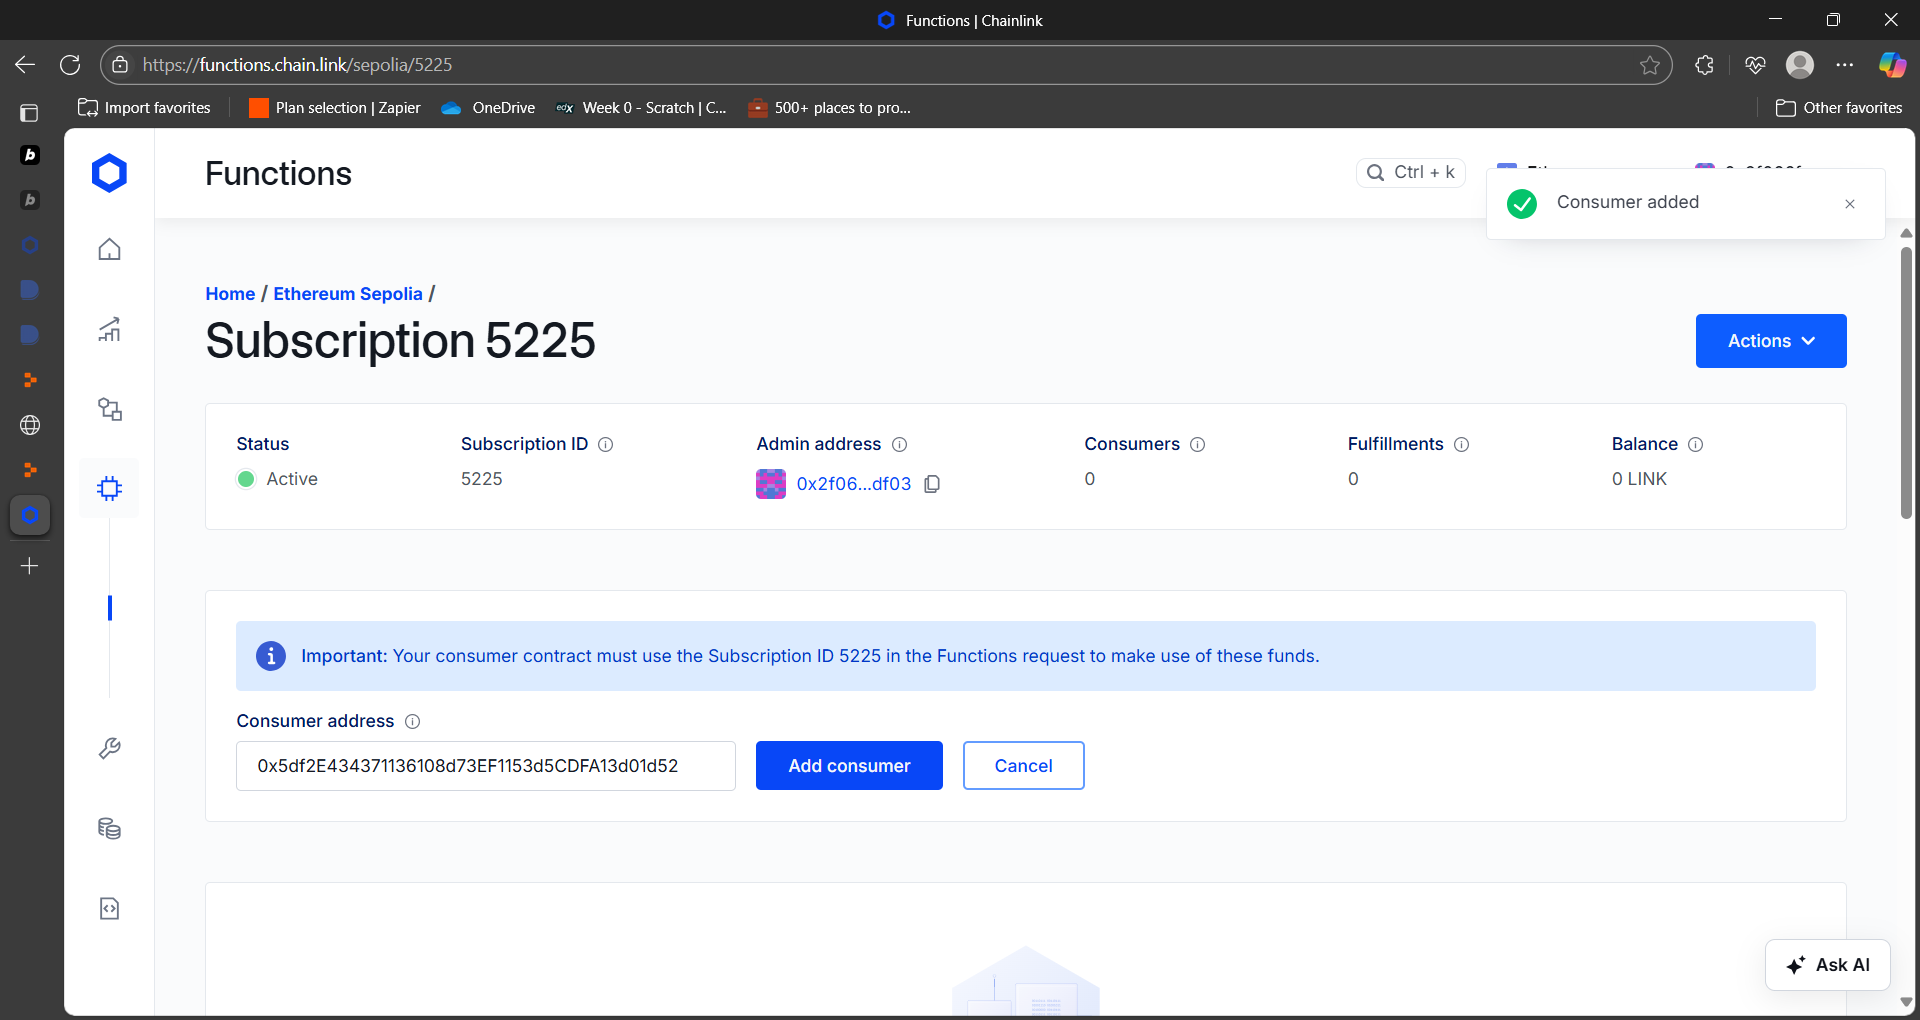 Functions | Chainlink
https://functions.chain.link/sepolia/5225
Import favorites
Plan selection | Zapier
OneDrive
edX
Week 0 - Scratch | C...
500+ places to pro...
Other favorites
Functions
Ctrl + k
Consumer added
Home / Ethereum Sepolia /
Subscription 5225
Actions
Status
Subscription ID
Admin address
Consumers
Fulfillments
Balance
Active
5225
0x2f06...df03
0
0
0 LINK
Important: Your consumer contract must use the Subscription ID 5225 in the Functions request to make use of these funds.
Consumer address
0x5df2E434371136108d73EF1153d5CDFA13d01d52
Add consumer
Cancel
Ask AI